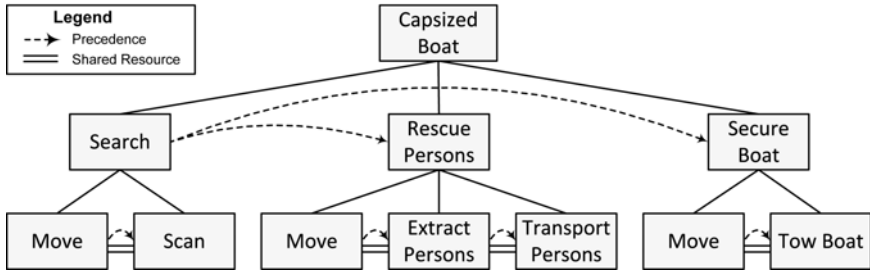 Legend
Precedence
Shared Resource
Capsized
Boat
Search
Rescue
Persons
Secure
Boat
Move
Scan
Move
Extract
Persons
Transport
Persons
Move
Tow Boat